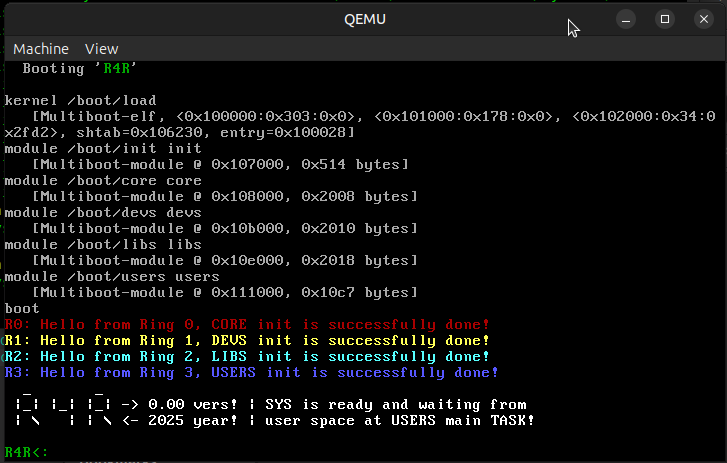 QEMU
Machine View
Booting 'R4R'
kernel /boot/load
[Multiboot-elf, <0x100000:0x303:0x0>, <0x101000:0x178:0x0>, <0x102000:0x34:0
x2fd2>, shtab=0x106230, entry=0x100028]
module /boot/init init
[Multiboot-module @ 0x107000, 0x514 bytes]
module /boot/core core
[Multiboot-module @ 0x108000, 0x2008 bytes]
module /boot/devs devs
[Multiboot-module @ 0x10b000, 0x2010 bytes]
module /boot/libs libs
[Multiboot-module @ 0x10e000, 0x2018 bytes]
module /boot/users users
[Multiboot-module @ 0x111000, 0x10c7 bytes]
boot
R0: Hello from Ring 0, CORE init is successfully done!
R1: Hello from Ring 1, DEVS init is successfully done!
R2: Hello from Ring 2, LIBS init is successfully done!
R3: Hello from Ring 3, USERS init is successfully done!
|_| |_| |_| -> 0.00 vers! | SYS is ready and waiting from
| \   | | \ <- 2025 year! | user space at USERS main TASK!
R4R<: